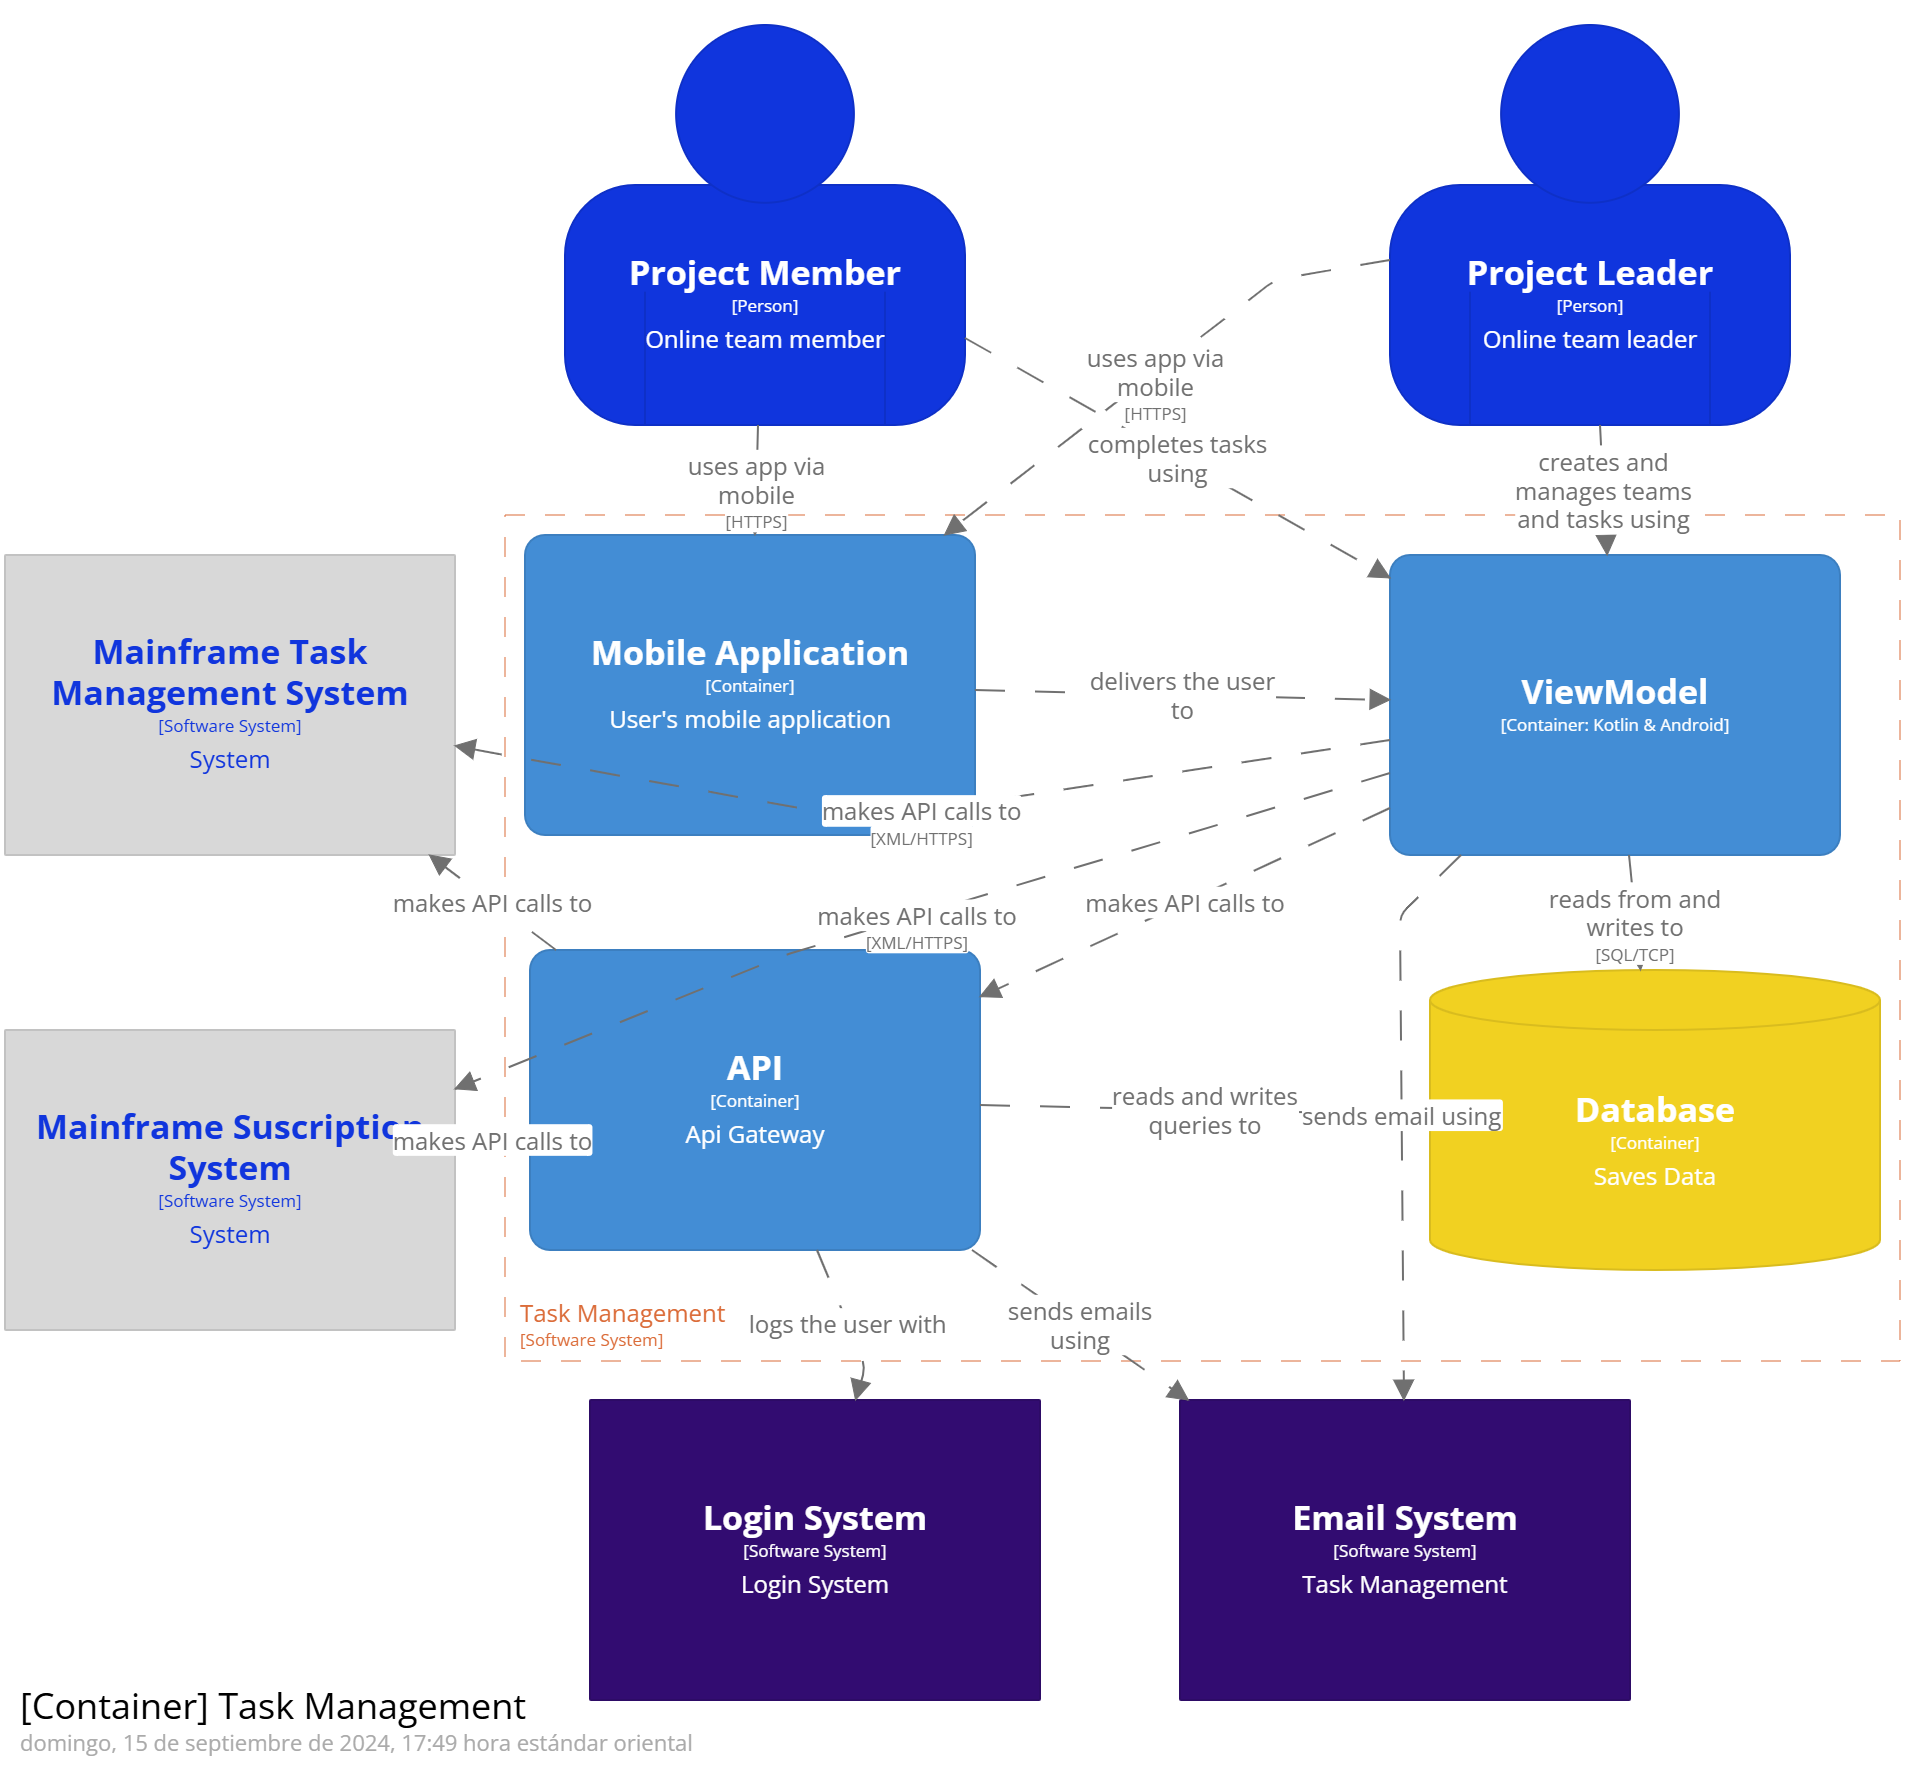 Project Member
[Person]
Online team member
Project Leader
[Person]
Online team leader
uses app via
mobile
[HTTPS]
completes tasks
using
uses app via
mobile
[HTTPS]
creates and
manages teams
and tasks using
Mainframe Task
Management System
[Software System]
System
Mobile Application
[Container]
User's mobile application
delivers the user
to
ViewModel
[Container: Kotlin & Android]
makes API calls to
[XML/HTTPS]
makes API calls to
makes API calls to
[XML/HTTPS]
makes API calls to
reads from and
writes to
[SQL/TCP]
Mainframe Suscription
System
[Software System]
System
makes API calls to
API
[Container]
Api Gateway
reads and writes
queries to
sends email using
Database
[Container]
Saves Data
Task Management
[Software System]
logs the user with
sends emails
using
Login System
[Software System]
Login System
Email System
[Software System]
Task Management
[Container] Task Management
domingo, 15 de septiembre de 2024, 17:49 hora estándar oriental